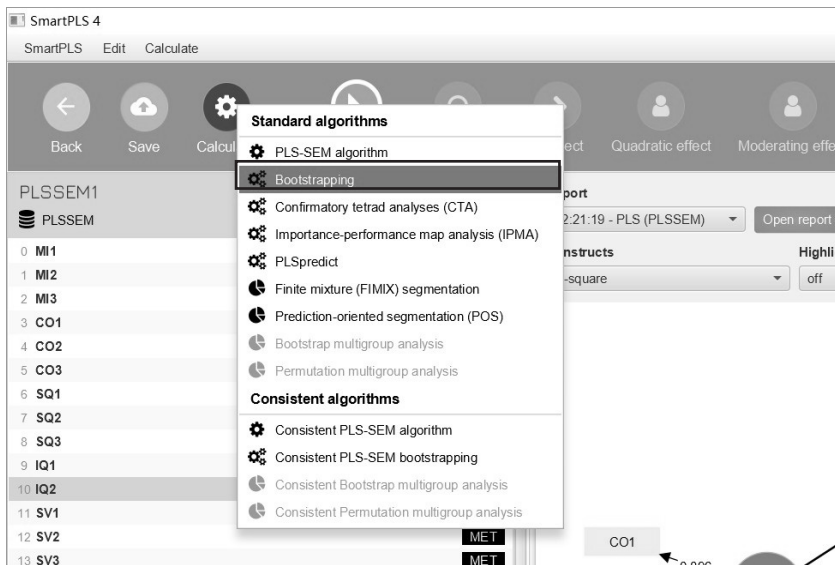 SmartPLS 4
SmartPLS Edit Calculate
Back Save Calcul ect Quadratic effect Moderating effe
Standard algorithms
PLS-SEM algorithm
Bootstrapping
Confirmatory tetrad analyses (CTA)
Importance-performance map analysis (IPMA)
PLSpredict
Finite mixture (FIMIX) segmentation
Prediction-oriented segmentation (POS)
Bootstrap multigroup analysis
Permutation multigroup analysis
Consistent algorithms
Consistent PLS-SEM algorithm
Consistent PLS-SEM bootstrapping
Consistent Bootstrap multigroup analysis
Consistent Permutation multigroup analysis
PLSSEM1
PLSSEM
0 MI1
1 MI2
2 MI3
3 CO1
4 CO2
5 CO3
6 SQ1
7 SQ2
8 SQ3
9 IQ1
10 IQ2
11 SV1
12 SV2 MET
13 SV3 MET
port
2:21:19 - PLS (PLSSEM) Open report
nstructs Highli
-square off
CO1